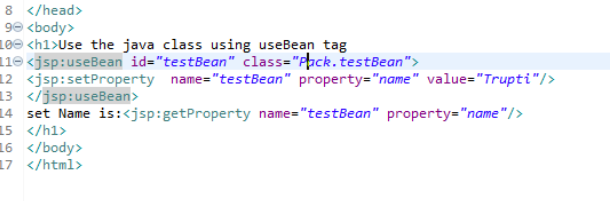 8 </head>
9 <body>
10 <h1>Use the java class using useBean tag
11 <jsp:useBean id="testBean" class="Pack.testBean">
12 <jsp:setProperty  name="testBean" property="name" value="Trupti"/>
13 </jsp:useBean>
14 set Name is:<jsp:getProperty name="testBean" property="name"/>
15 </h1>
16 </body>
17 </html>